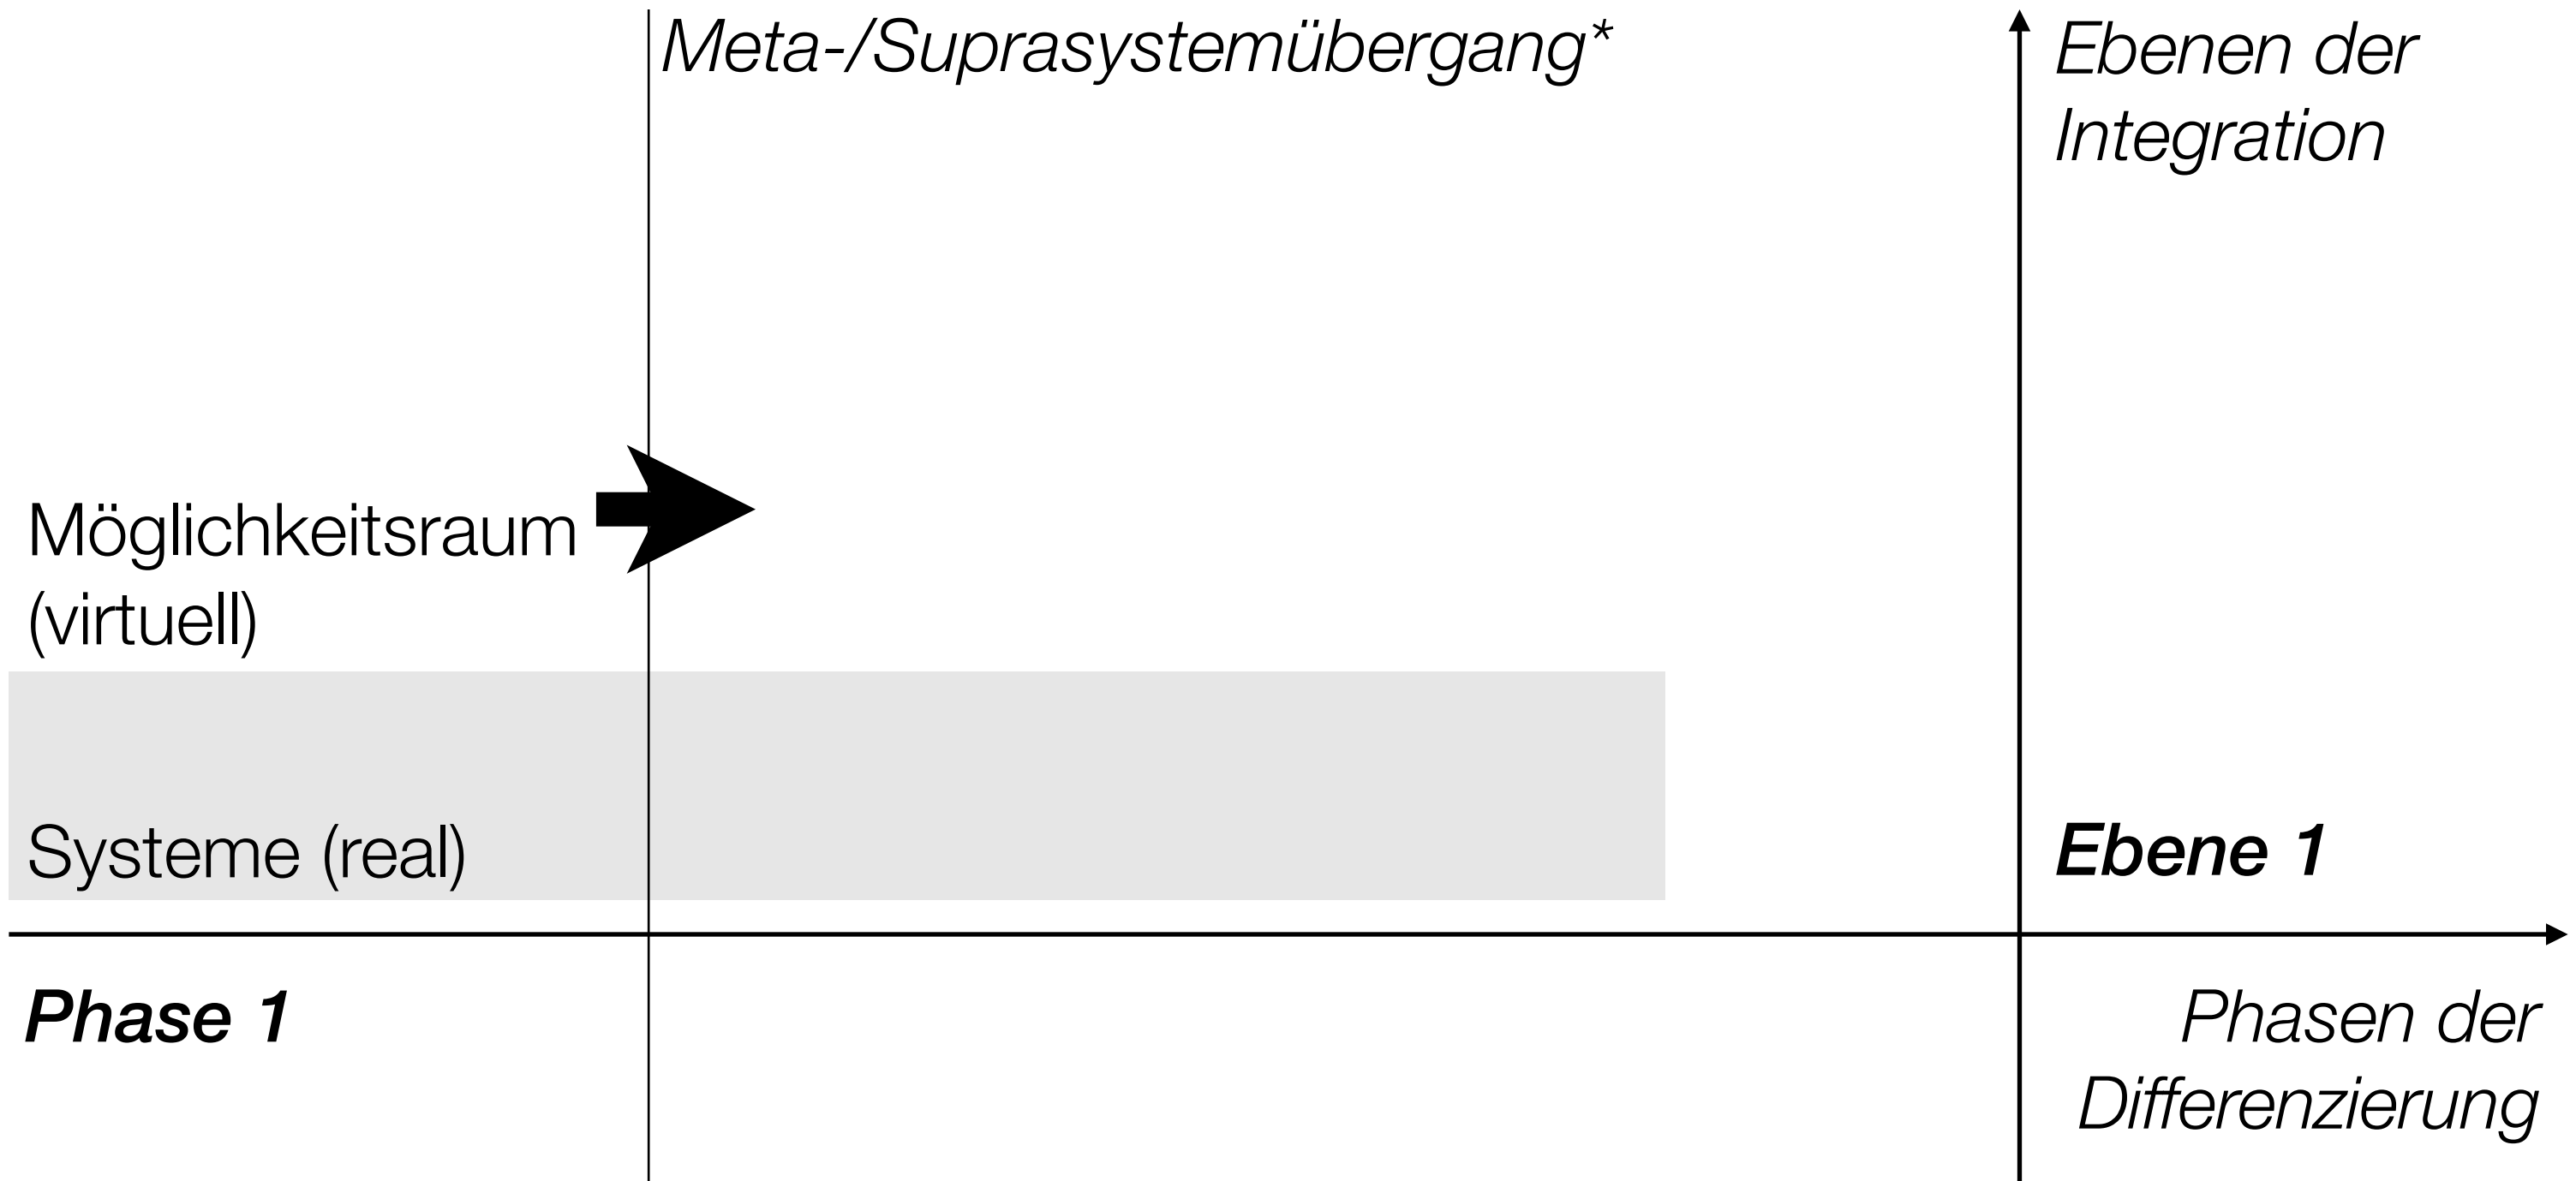 Meta-/Suprasystemübergang*
Ebenen der
Integration
Möglichkeitsraum
(virtuell)
Systeme (real)
Ebene 1
Phase 1
Phasen der
Differenzierung